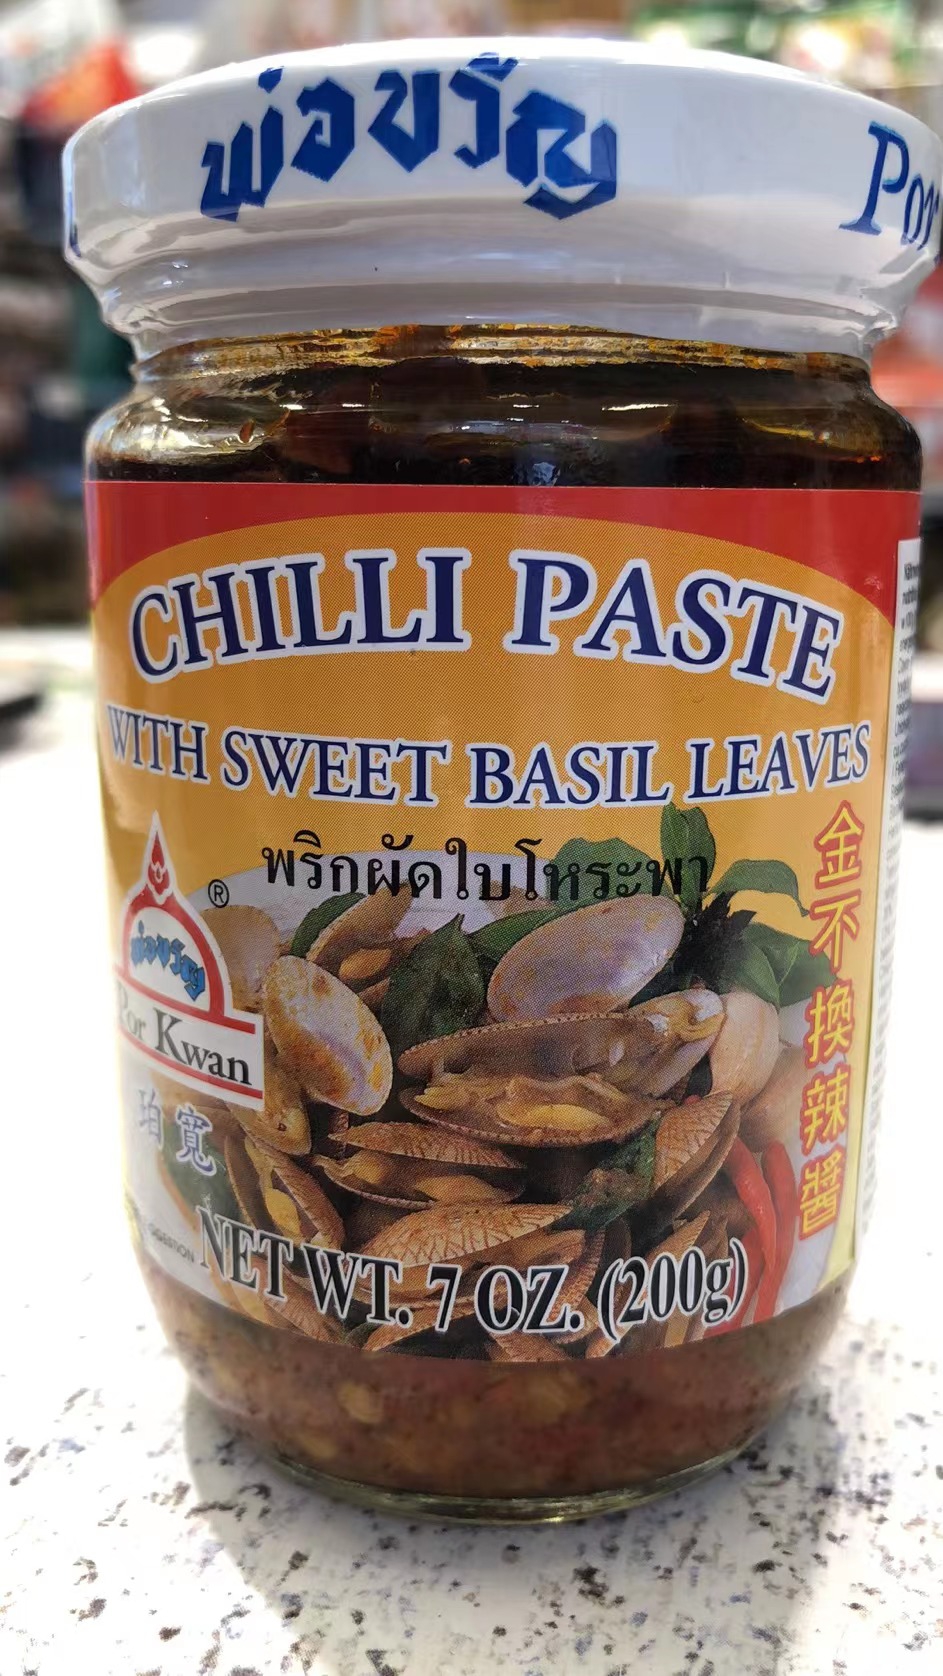 พ่อขวัญ
Por
CHILLI PASTE
WITH SWEET BASIL LEAVES
พริกผัดใบโหระพา
金不換辣醬
พ่อขวัญ
®
Por Kwan
珀寬
NET WT. 7 OZ. (200g)